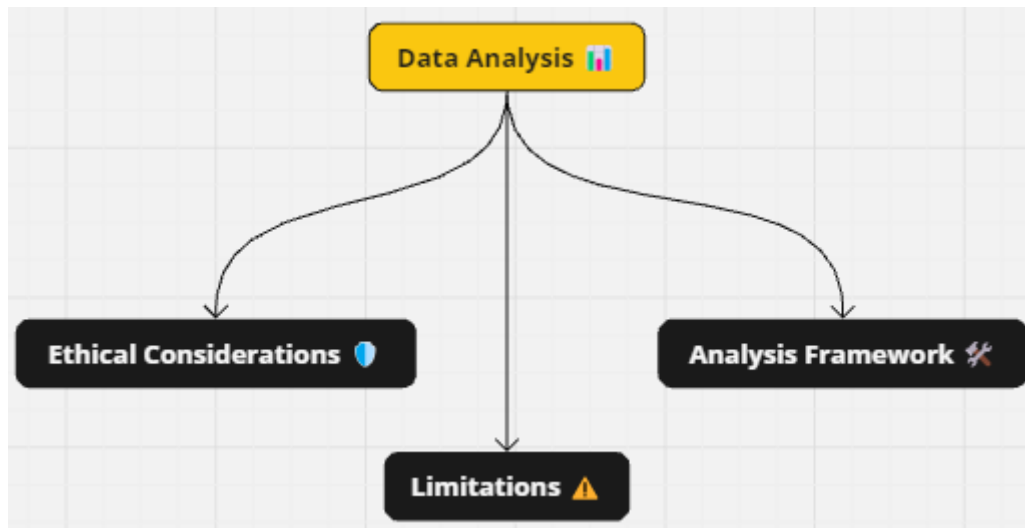 Data Analysis 📊
Ethical Considerations 🛡️
Analysis Framework 🛠️
Limitations ⚠️